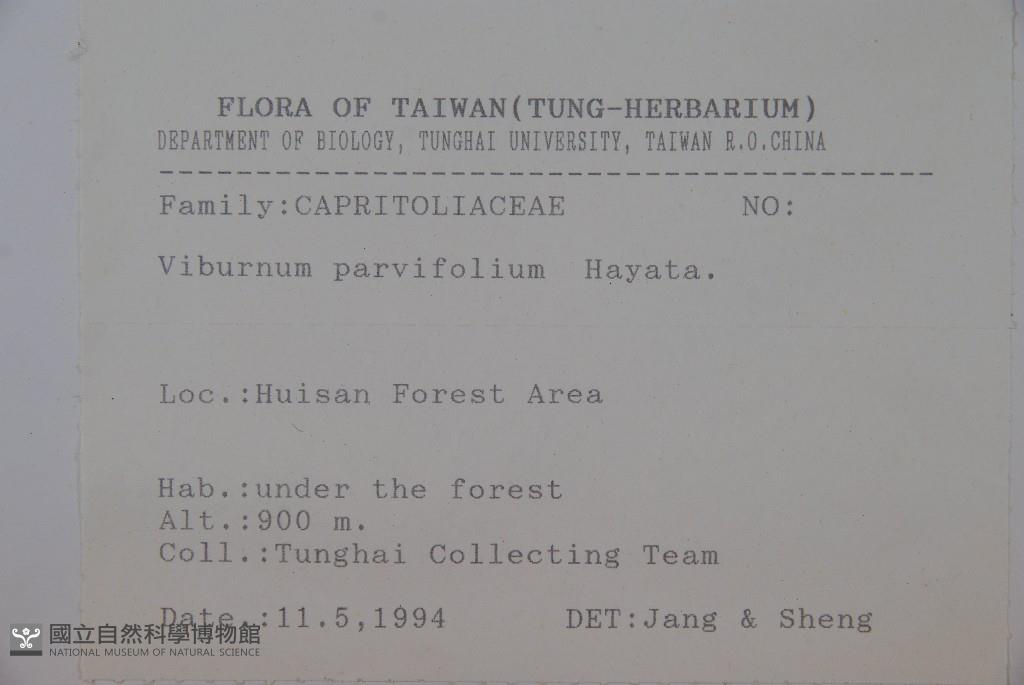 FLORA OF TAIWAN(TUNG-HERBARIUM)
DEPARTMENT OF BIOLOGY, TUNGHAI UNIVERSITY, TAIWAN R.O.CHINA
----------------------------------------
Family:CAPRITOLIACEAE NO:
Viburnum parvifolium Hayata.
Loc.:Huisan Forest Area
Hab.:under the forest
Alt.:900 m.
Coll.:Tunghai Collecting Team
Date.:11.5,1994 DET:Jang & Sheng
國立自然科學博物館
NATIONAL MUSEUM OF NATURAL SCIENCE